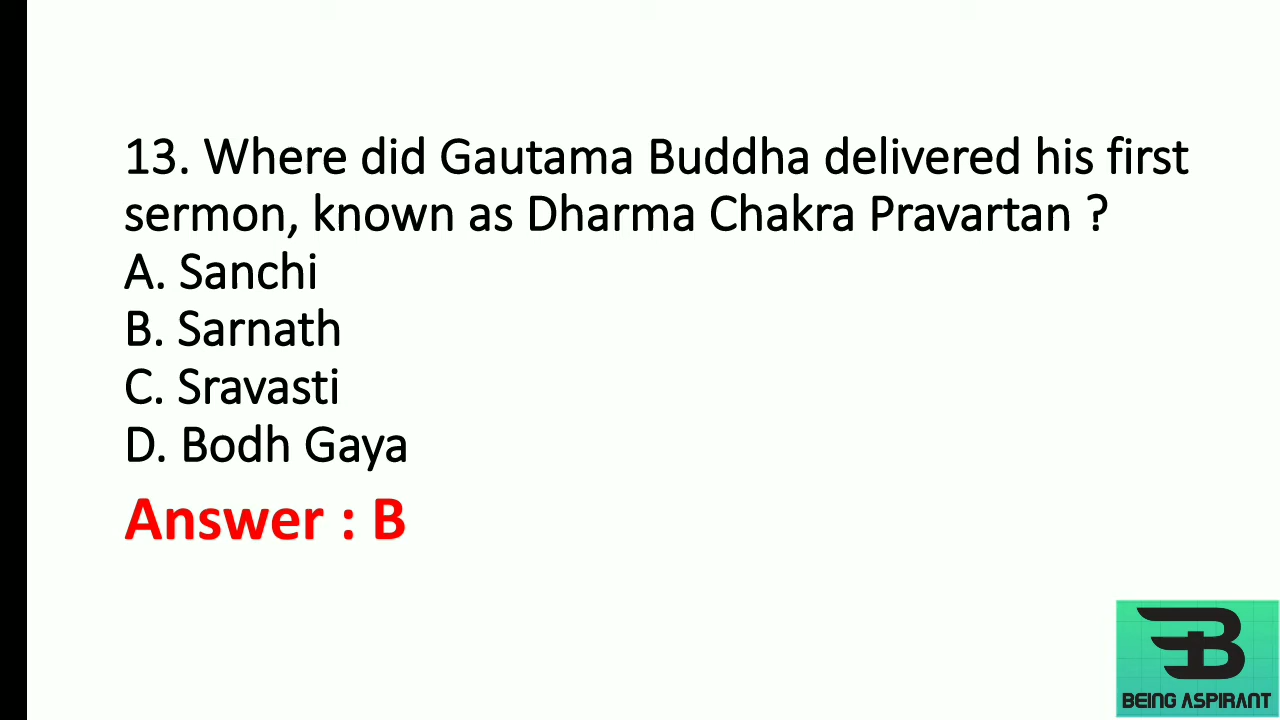 13. Where did Gautama Buddha delivered his first
sermon, known as Dharma Chakra Pravartan ?
A. Sanchi
B. Sarnath
C. Sravasti
D. Bodh Gaya
Answer : B
BEING ASPIRANT